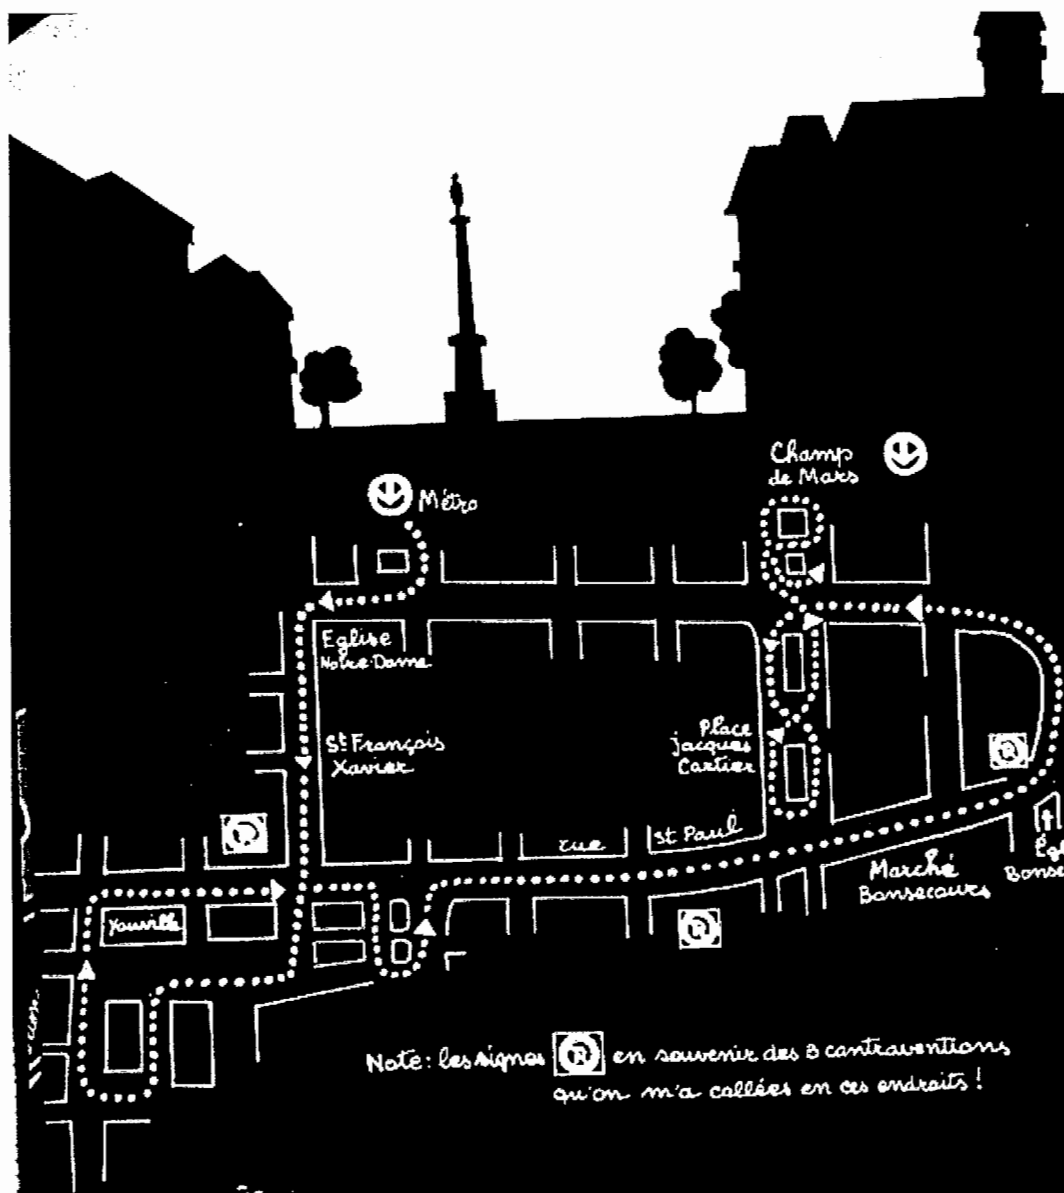 Champ
de Mars
Métro
Eglise
Notre-Dame
St François
Xavier
Place
jacques
Cartier
rue St Paul
Marché
Bonsecours
Youville
Note: les signes R en souvenir des 3 contraventions
qu'on m'a collées en ces endroits!